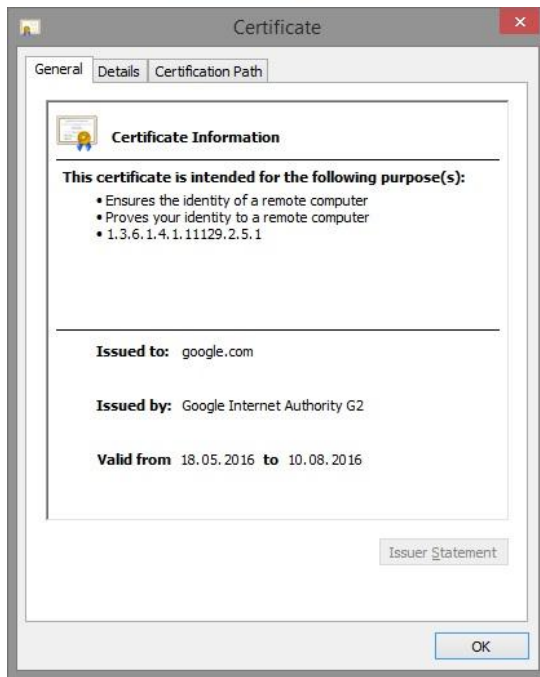 Certificate
General Details Certification Path
Certificate Information
This certificate is intended for the following purpose(s):
• Ensures the identity of a remote computer
• Proves your identity to a remote computer
• 1.3.6.1.4.1.11129.2.5.1
Issued to: google.com
Issued by: Google Internet Authority G2
Valid from 18.05.2016 to 10.08.2016
Issuer Statement
OK